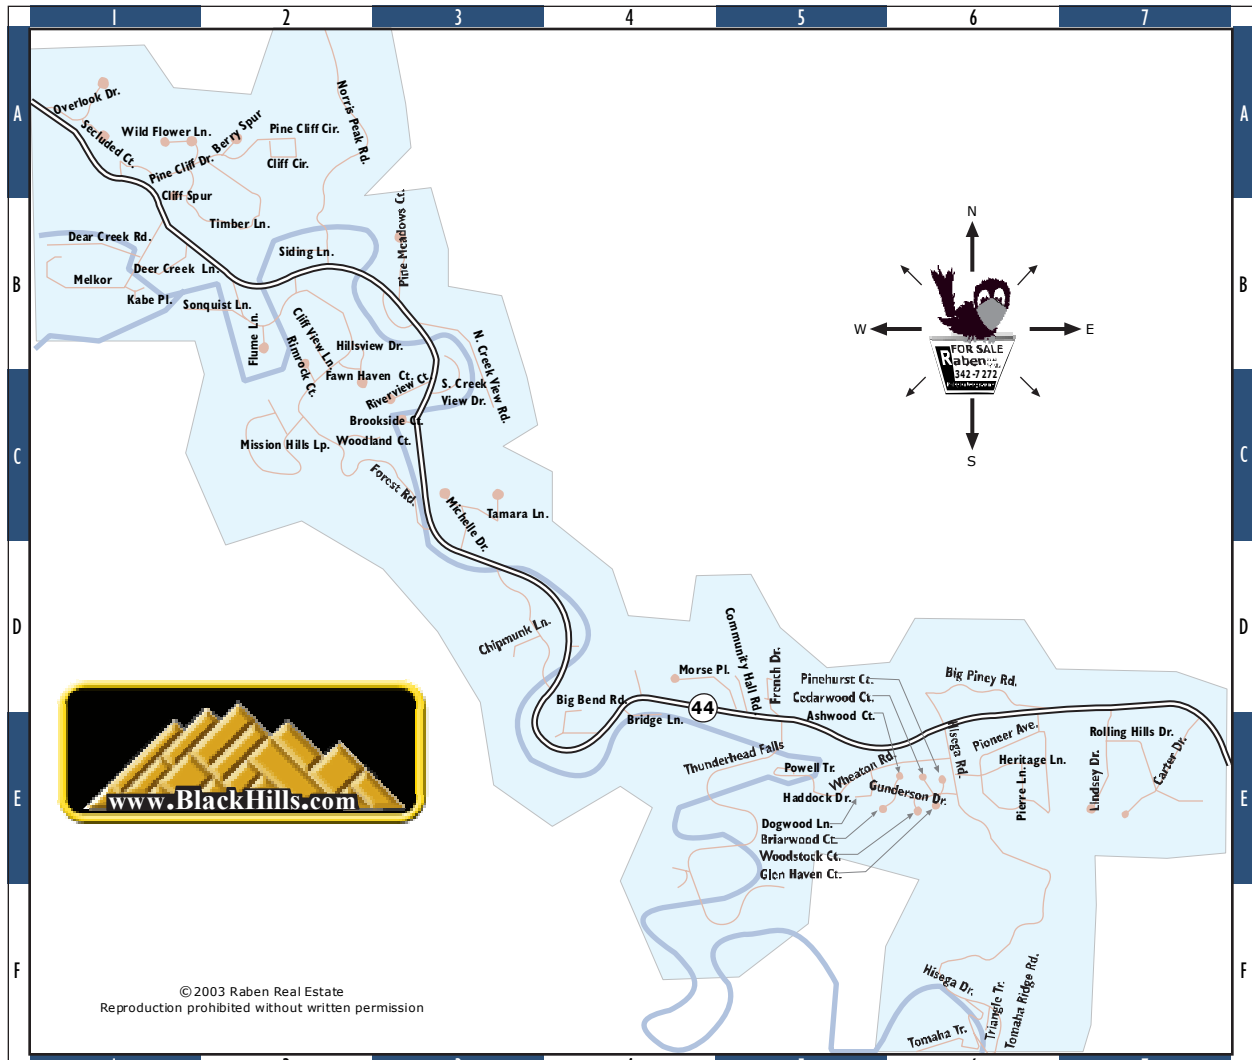 1 2 3 4 5 6 7
A A
Overlook Dr.
Secluded Ct.
Wild Flower Ln.
Berry Spur
Pine Cliff Cir.
Norris Peak Rd.
Pine Cliff Dr.
Cliff Cir.
Cliff Spur
Timber Ln.
Pine Meadows Ct.
B B
Dear Creek Rd.
Siding Ln.
Deer Creek Ln.
Melkor
Kabe Pl.
Sonquist Ln.
Flume Ln.
Cliff View Ln.
Rimrock Ct.
Hillsview Dr.
N. Creek View Rd.
Fawn Haven Ct.
Riverview Ct.
S. Creek
View Dr.
Brookside Ct.
C C
Mission Hills Lp.
Woodland Ct.
Forest Rd.
Michelle Dr.
Tamara Ln.
N
W
E
S
FOR SALE
Raben
342-7272
D D
Chipmunk Ln.
Community Hall Rd
French Dr.
Morse Pl.
Pinehurst Ct.
Cedarwood Ct.
Ashwood Ct.
Big Piney Rd.
Big Bend Rd.
Bridge Ln.
44
Hisega Rd.
Pioneer Ave.
Rolling Hills Dr.
Thunderhead Falls
Powell Tr.
Wheaton Rd.
Heritage Ln.
Carter Dr.
Lindsey Dr.
Pierre Ln.
E E
Haddock Dr.
Gunderson Dr.
Dogwood Ln.
Briarwood Ct.
Woodstock Ct.
Glen Haven Ct.
www.BlackHills.com
F F
Hisega Dr.
Triangle Tr.
Tomaha Ridge Rd.
Tomaha Tr.
©2003 Raben Real Estate
Reproduction prohibited without written permission